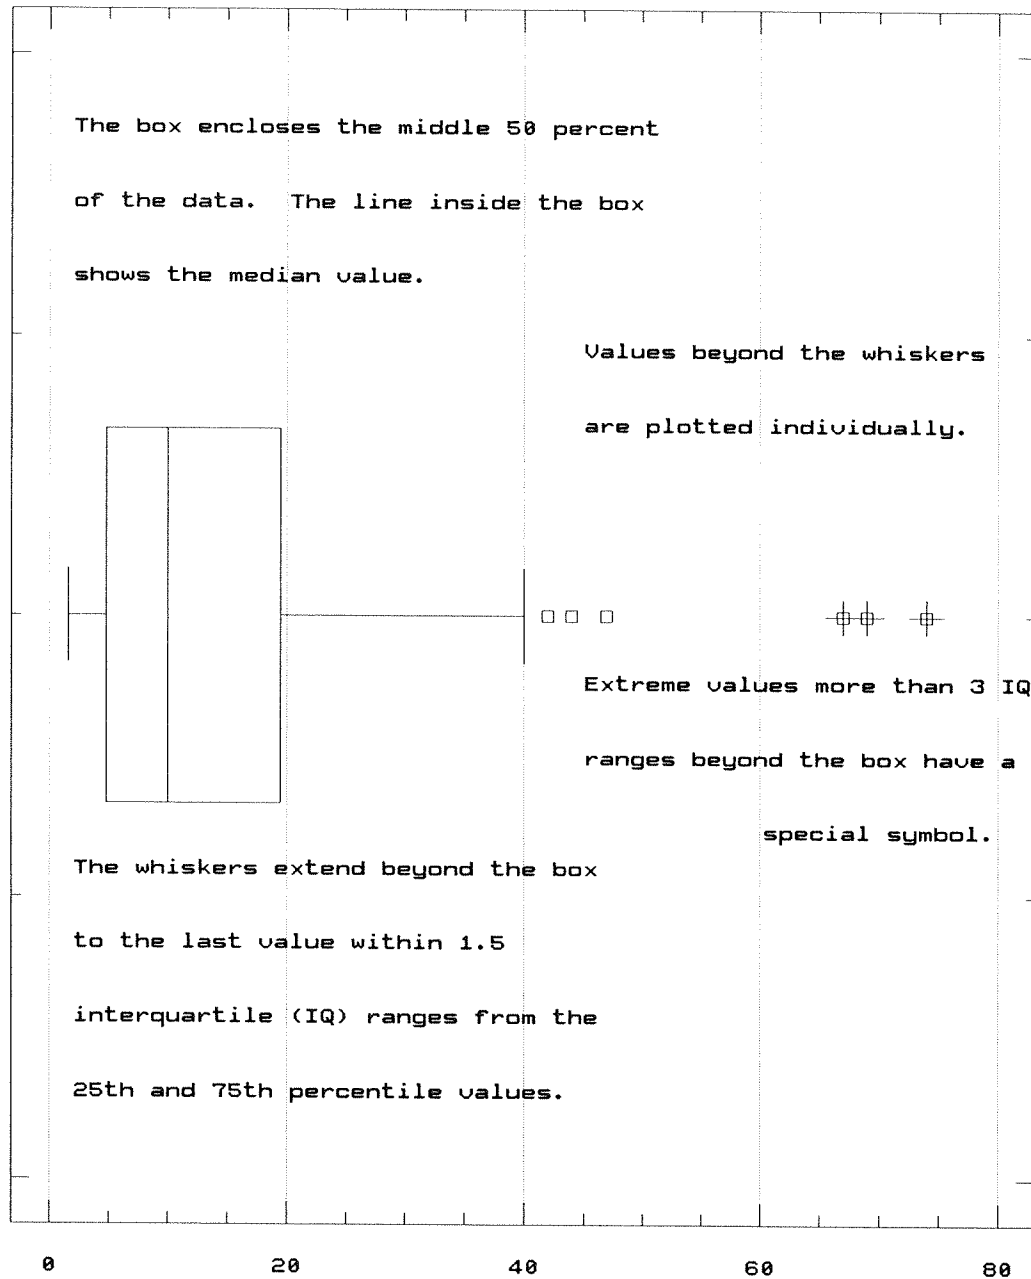 The box encloses the middle 50 percent
of the data.  The line inside the box
shows the median value.
Values beyond the whiskers
are plotted individually.
Extreme values more than 3 IQ
ranges beyond the box have a
special symbol.
The whiskers extend beyond the box
to the last value within 1.5
interquartile (IQ) ranges from the
25th and 75th percentile values.
0 20 40 60 80